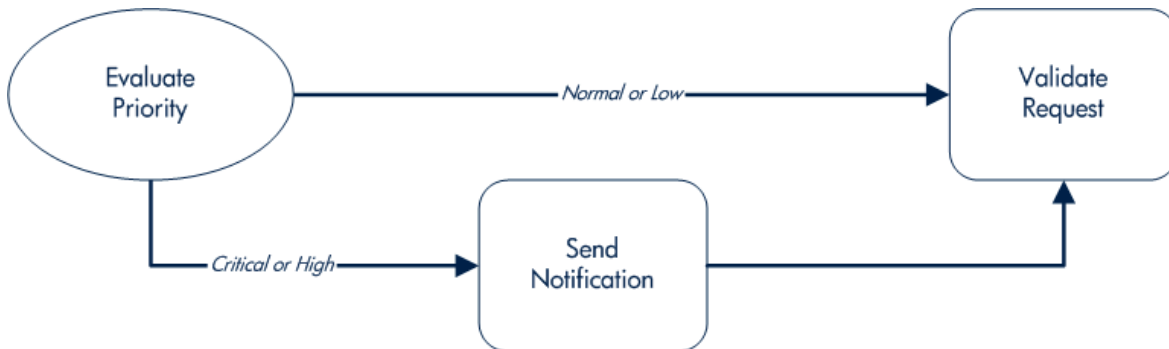 Evaluate
Priority
Normal or Low
Validate
Request
Critical or High
Send
Notification